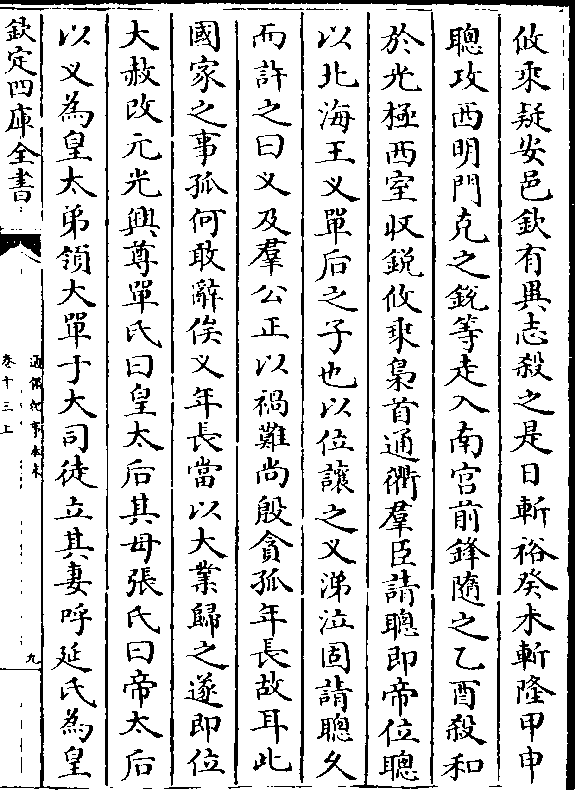 攸乘疑安邑欽有異志殺之是日斬裕癸未斬隆甲申
聰攻西明門克之鋭等走入南宫前鋒隨之乙酉殺和
於光極西室收鋭攸乘梟首通衢羣臣請聰即帝位聰
以北海王乂單后之子也以位讓之乂涕泣固請聰久
而許之曰乂及羣公正以禍難尚殷貪孤年長故耳此
國家之事孤何敢辭俟乂年長當以大業歸之遂即位
大赦改元光興尊單氏曰皇太后其母張氏曰帝太后
以乂為皇太弟領大單于大司徒立其妻呼延氏為皇
欽定四庫全書
通鑑紀事本末
卷十三上
九